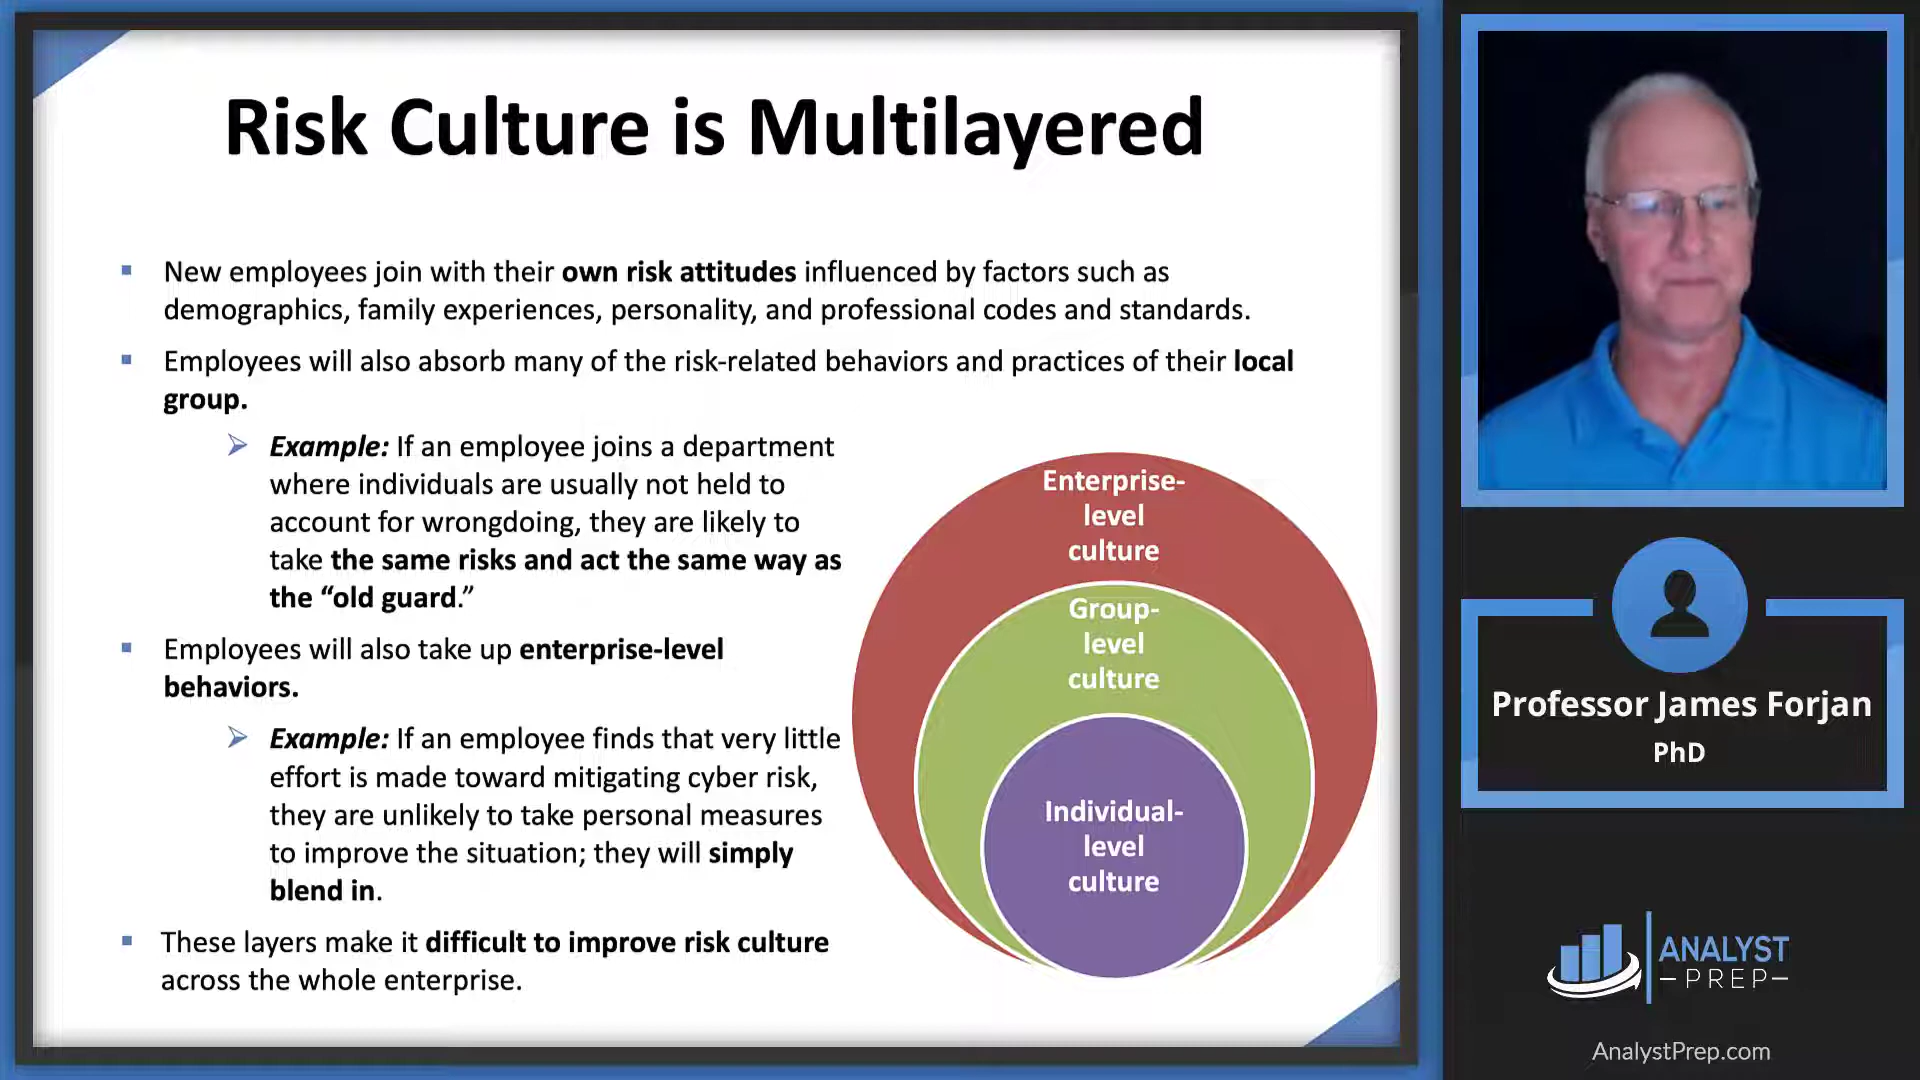 Risk Culture is Multilayered
▪ New employees join with their own risk attitudes influenced by factors such as
demographics, family experiences, personality, and professional codes and standards.
▪ Employees will also absorb many of the risk-related behaviors and practices of their local
group.
➢ Example: If an employee joins a department
where individuals are usually not held to
account for wrongdoing, they are likely to
take the same risks and act the same way as
the “old guard.”
▪ Employees will also take up enterprise-level
behaviors.
➢ Example: If an employee finds that very little
effort is made toward mitigating cyber risk,
they are unlikely to take personal measures
to improve the situation; they will simply
blend in.
▪ These layers make it difficult to improve risk culture
across the whole enterprise.
Enterprise-
level
culture
Group-
level
culture
Individual-
level
culture
Professor James Forjan
PhD
ANALYST
PREP
AnalystPrep.com